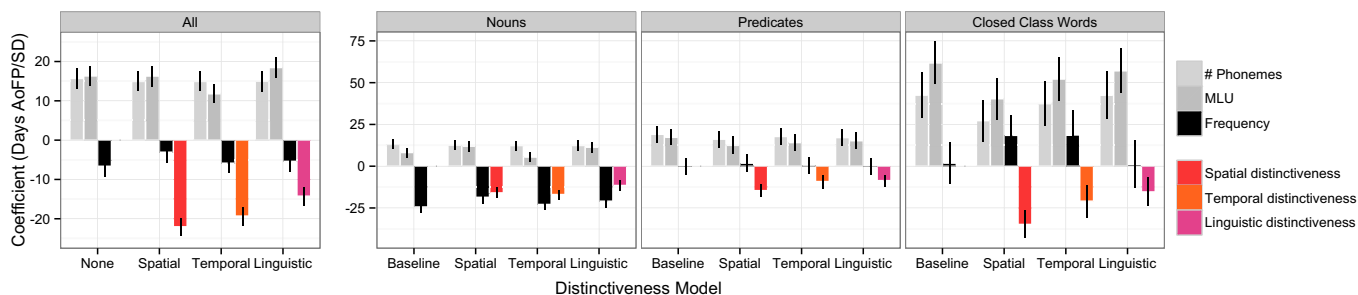 All
Nouns
Predicates
Closed Class Words
Coefficient (Days AoFP/SD)
20
10
0
-10
-20
75
50
25
0
-25
None Spatial Temporal Linguistic
Baseline Spatial Temporal Linguistic
Baseline Spatial Temporal Linguistic
Baseline Spatial Temporal Linguistic
Distinctiveness Model
# Phonemes
MLU
Frequency
Spatial distinctiveness
Temporal distinctiveness
Linguistic distinctiveness